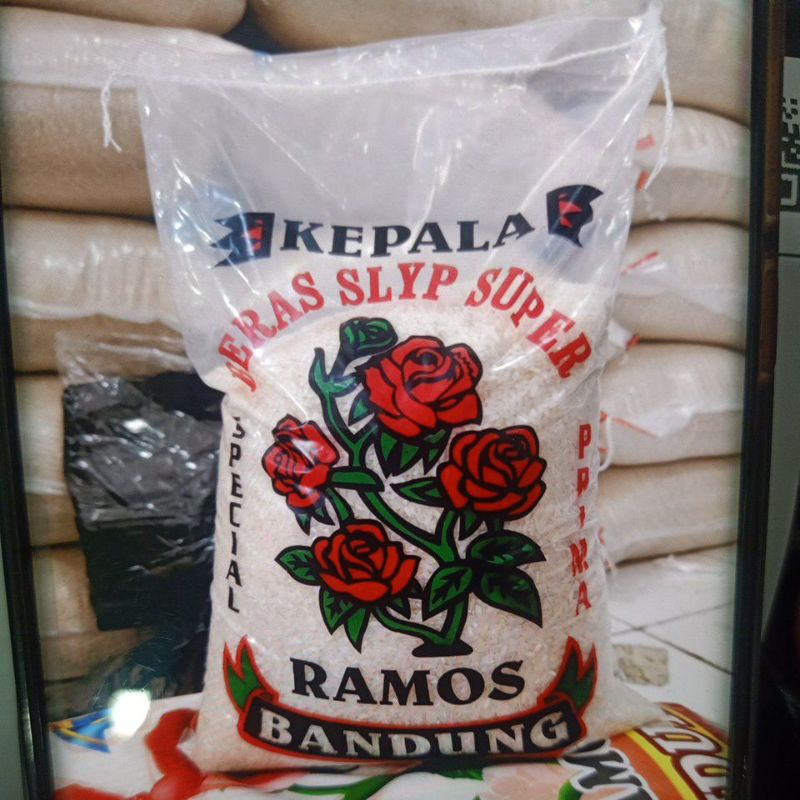 KEPALA
BERAS SLYP SUPER
SPECIAL
PRIMA
RAMOS
BANDUNG